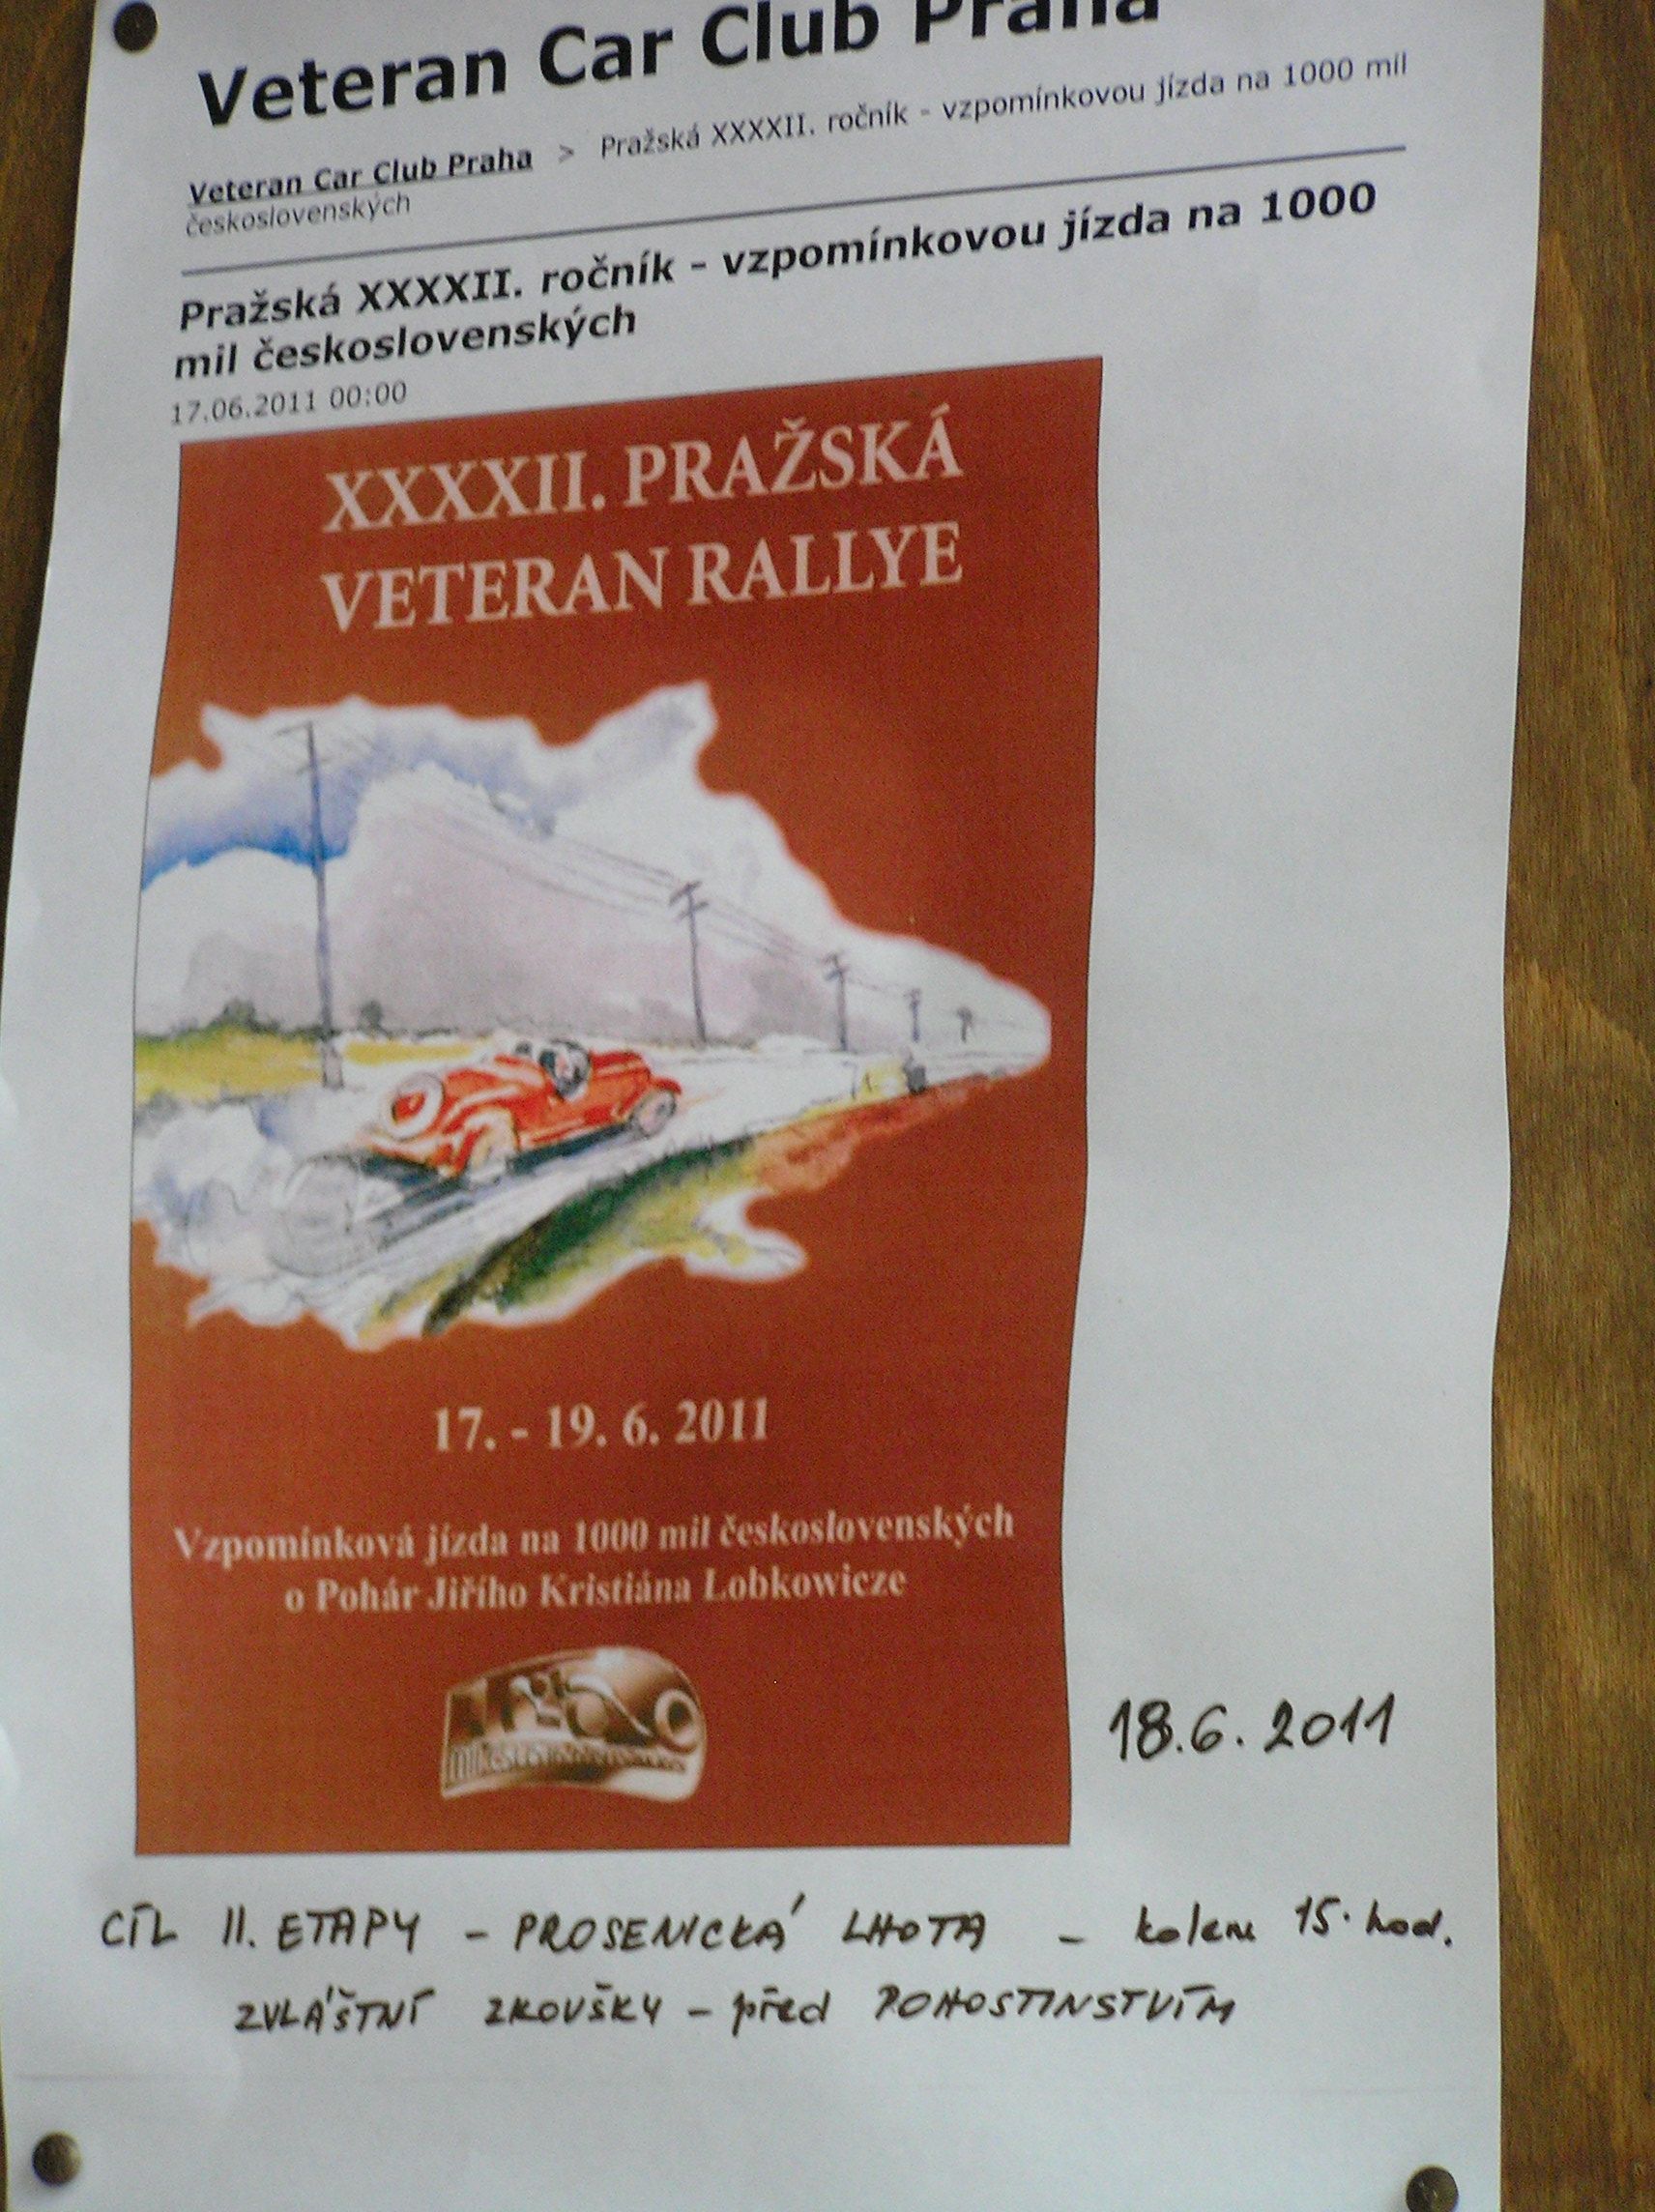 Veteran Car Club Praha
Veteran Car Club Praha > Pražská XXXXII. ročník - vzpomínkovou jízda na 1000 mil
československých
Pražská XXXXII. ročník - vzpomínkovou jízda na 1000
mil československých
17.06.2011 00:00
XXXXII. PRAŽSKÁ
VETERAN RALLYE
17. - 19. 6. 2011
Vzpomínková jízda na 1000 mil československých
o Pohár Jiřího Kristiána Lobkowicze
18.6.2011
CÍL II. ETAPY - PROSENICKÁ LHOTA - kolem 15. hod.
ZVLÁŠTNÍ ZKOUŠKY - před POHOSTINSTVÍM